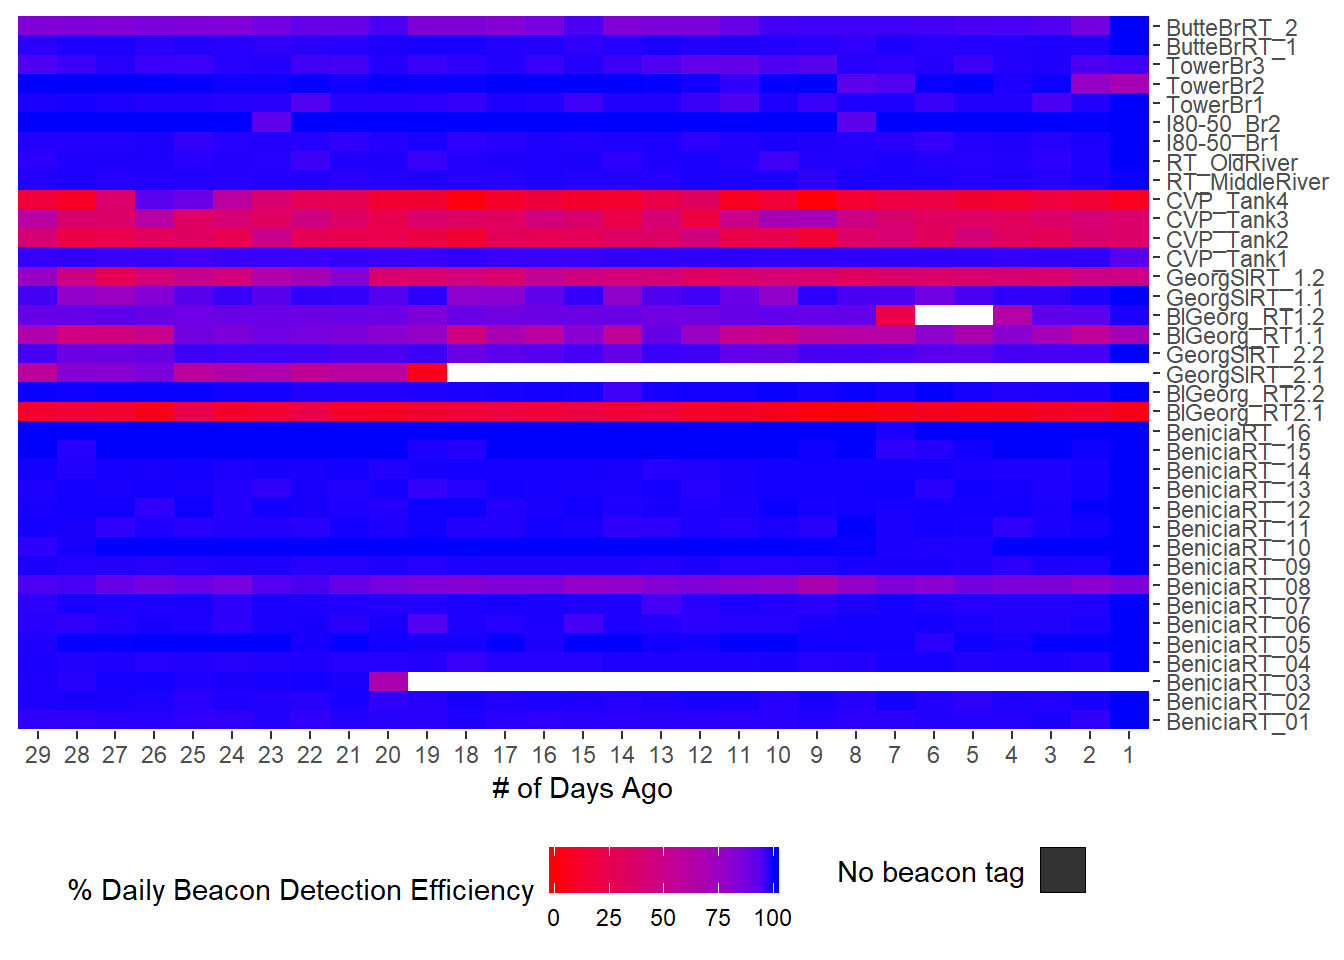 ButteBrRT_2
ButteBrRT_1
TowerBr3
TowerBr2
TowerBr1
I80-50_Br2
I80-50_Br1
RT_OldRiver
RT_MiddleRiver
CVP_Tank4
CVP_Tank3
CVP_Tank2
CVP_Tank1
GeorgSlRT_1.2
GeorgSlRT_1.1
BlGeorg_RT1.2
BlGeorg_RT1.1
GeorgSlRT_2.2
GeorgSlRT_2.1
BlGeorg_RT2.2
BlGeorg_RT2.1
BeniciaRT_16
BeniciaRT_15
BeniciaRT_14
BeniciaRT_13
BeniciaRT_12
BeniciaRT_11
BeniciaRT_10
BeniciaRT_09
BeniciaRT_08
BeniciaRT_07
BeniciaRT_06
BeniciaRT_05
BeniciaRT_04
BeniciaRT_03
BeniciaRT_02
BeniciaRT_01
29 28 27 26 25 24 23 22 21 20 19 18 17 16 15 14 13 12 11 10 9 8 7 6 5 4 3 2 1
# of Days Ago
% Daily Beacon Detection Efficiency
0 25 50 75 100
No beacon tag